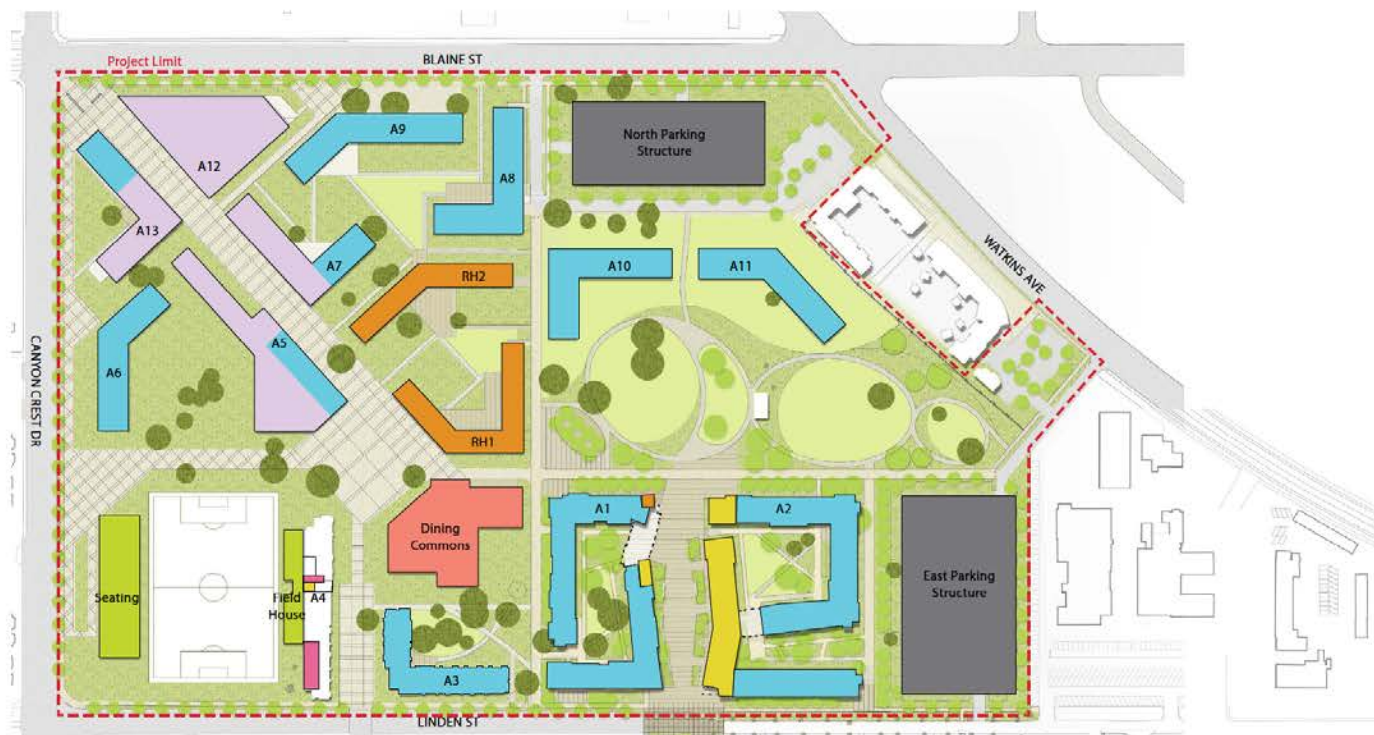 Project Limit
BLAINE ST
A9
North Parking
Structure
A12
A8
A13
A7
RH2
A10
A11
WATKINS AVE
A5
A6
CANYON CREST DR
RH1
Dining
Commons
A1
A2
Seating
Field
House
A4
East Parking
Structure
A3
LINDEN ST